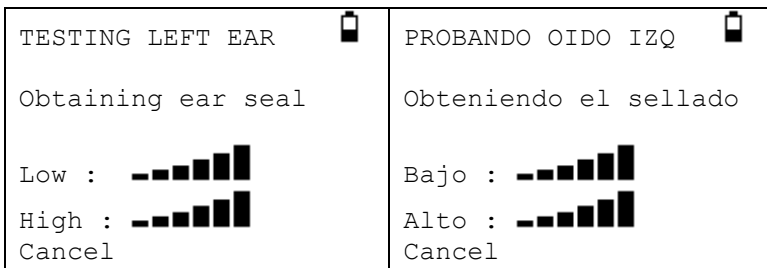 TESTING LEFT EAR
Obtaining ear seal
Low :
High :
Cancel
PROBANDO OIDO IZQ
Obteniendo el sellado
Bajo :
Alto :
Cancel